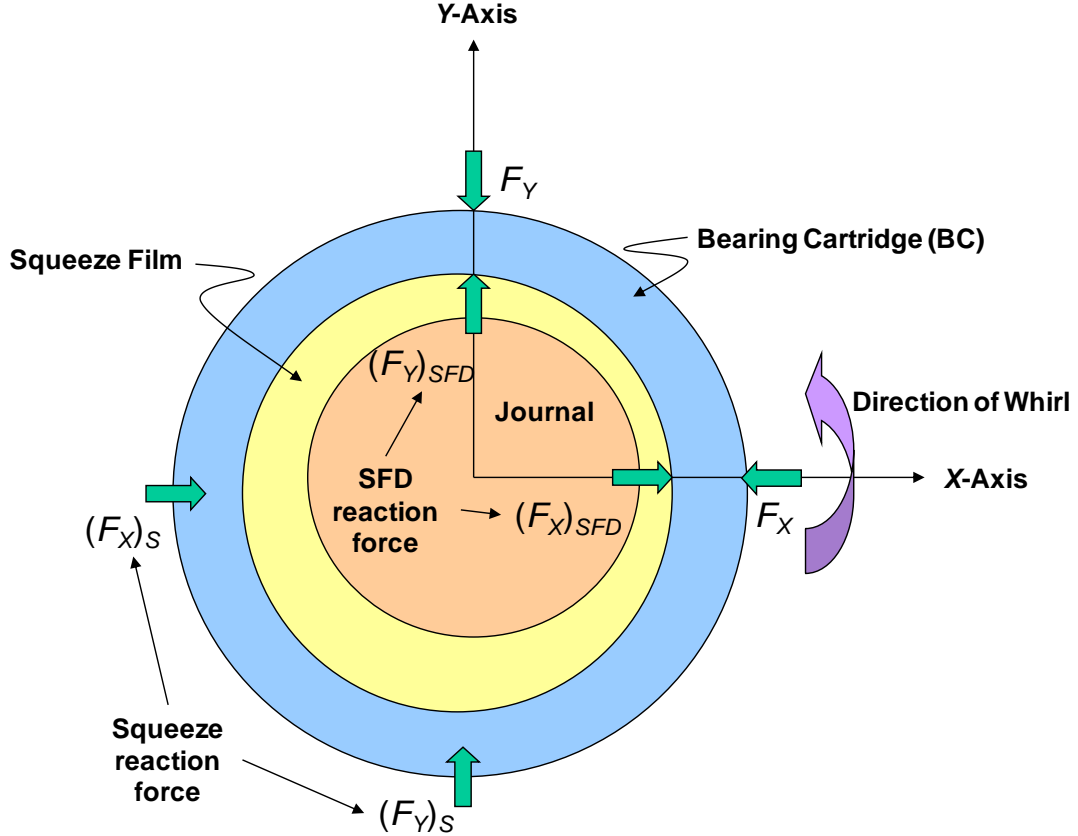 Y-Axis
F_Y
Bearing Cartridge (BC)
Squeeze Film
(F_Y)_SFD
Journal
Direction of Whirl
SFD
reaction
force
(F_X)_SFD
F_X
X-Axis
(F_X)_S
Squeeze
reaction
force
(F_Y)_S